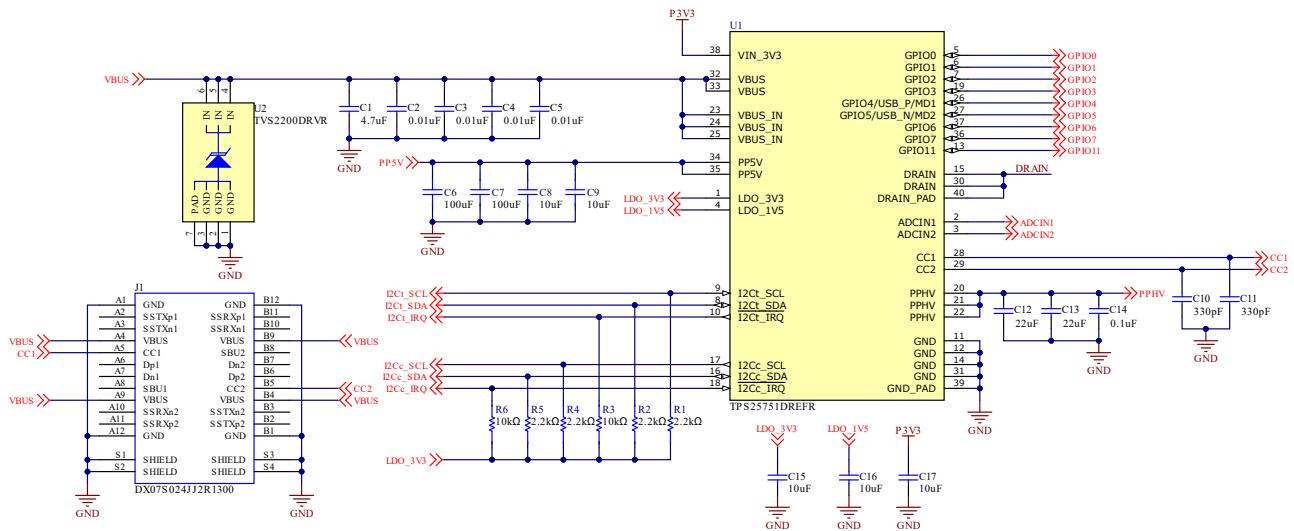 P3V3
U1
38 VIN_3V3
VBUS
32 VBUS
33 VBUS
23 VBUS_IN
24 VBUS_IN
25 VBUS_IN
PP5V
34 PP5V
35 PP5V
LDO_3V3 1 LDO_3V3
LDO_1V5 4 LDO_1V5
I2Ct_SCL 9 I2Ct_SCL
I2Ct_SDA 8 I2Ct_SDA
I2Ct_IRQ 10 I2Ct_IRQ
I2Cc_SCL 17 I2Cc_SCL
I2Cc_SDA 16 I2Cc_SDA
I2Cc_IRQ 18 I2Cc_IRQ
GPIO0 5 GPIO0
GPIO1 6 GPIO1
GPIO2 7 GPIO2
GPIO3 19 GPIO3
GPIO4/USB_P/MD1 26 GPIO4
GPIO5/USB_N/MD2 27 GPIO5
GPIO6 37 GPIO6
GPIO7 36 GPIO7
GPIO11 13 GPIO11
DRAIN 15 DRAIN
DRAIN 30
DRAIN_PAD 40
ADCIN1 2 ADCIN1
ADCIN2 3 ADCIN2
CC1 28 CC1
CC2 29 CC2
PPHV 20 PPHV
PPHV 21
PPHV 22
GND 11
GND 12
GND 14
GND 31
GND_PAD 39
GND
TPS25751DREFR
6 5 4
IN IN IN
U2
TVS2200DRVR
PAD GND GND GND
7 3 2 1
GND
C1
4.7uF
C2
0.01uF
C3
0.01uF
C4
0.01uF
C5
0.01uF
GND
C6
100uF
C7
100uF
C8
10uF
C9
10uF
GND
C12
22uF
C13
22uF
C14
0.1uF
GND
C10
330pF
C11
330pF
GND
J1
A1 GND GND B12
A2 SSTXp1 SSRXp1 B11
A3 SSTXn1 SSRXn1 B10
VBUS A4 VBUS VBUS B9 VBUS
CC1 A5 CC1 SBU2 B8
A6 Dp1 Dn2 B7
A7 Dn1 Dp2 B6
A8 SBU1 CC2 B5 CC2
VBUS A9 VBUS VBUS B4 VBUS
A10 SSRXn2 SSTXn2 B3
A11 SSRXp2 SSTXp2 B2
A12 GND GND B1
S1 SHIELD SHIELD S3
S2 SHIELD SHIELD S4
DX07S024JJ2R1300
GND
GND
R6
10kΩ
R5
2.2kΩ
R4
2.2kΩ
R3
10kΩ
R2
2.2kΩ
R1
2.2kΩ
LDO_3V3
LDO_3V3
C15
10uF
GND
LDO_1V5
C16
10uF
GND
P3V3
C17
10uF
GND